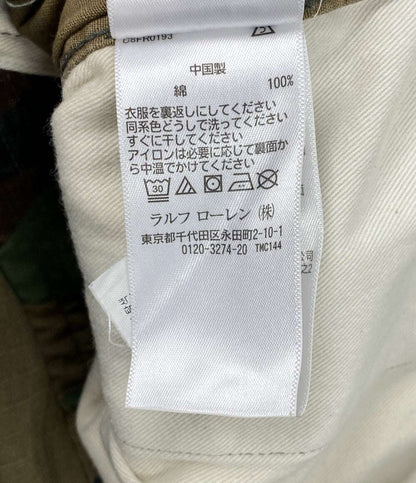 C8FR0193
中国製
綿 100%
衣服を裏返しにしてください
同系色どうしで洗ってください
すぐに干してください
アイロンは必要に応じて裏面か
ら中温でかけてください
30
ラルフ ローレン (株)
東京都千代田区永田町2-10-1
0120-3274-20 TMC144
公司